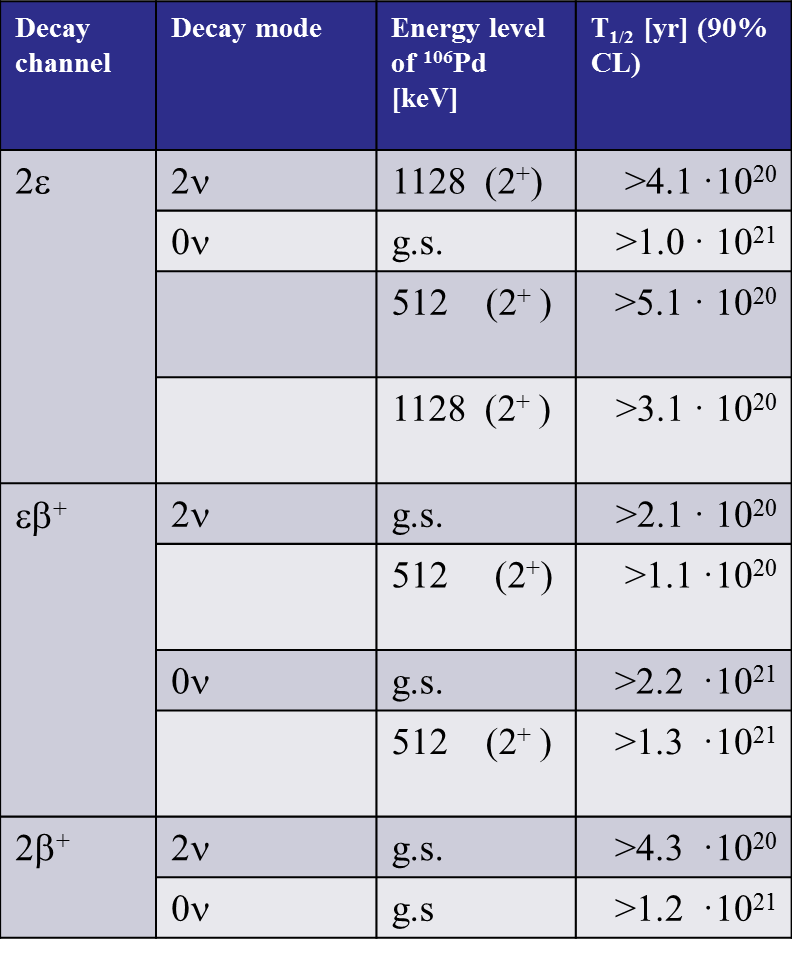 Decay channel Decay mode Energy level of ¹⁰⁶Pd [keV] T₁/₂ [yr] (90% CL)
2ε 2ν 1128 (2⁺) >4.1 ·10²⁰
0ν g.s. >1.0 · 10²¹
512 (2⁺ ) >5.1 · 10²⁰
1128 (2⁺ ) >3.1 · 10²⁰
εβ⁺ 2ν g.s. >2.1 · 10²⁰
512 (2⁺) >1.1 ·10²⁰
0ν g.s. >2.2 ·10²¹
512 (2⁺ ) >1.3 ·10²¹
2β⁺ 2ν g.s. >4.3 ·10²⁰
0ν g.s >1.2 ·10²¹